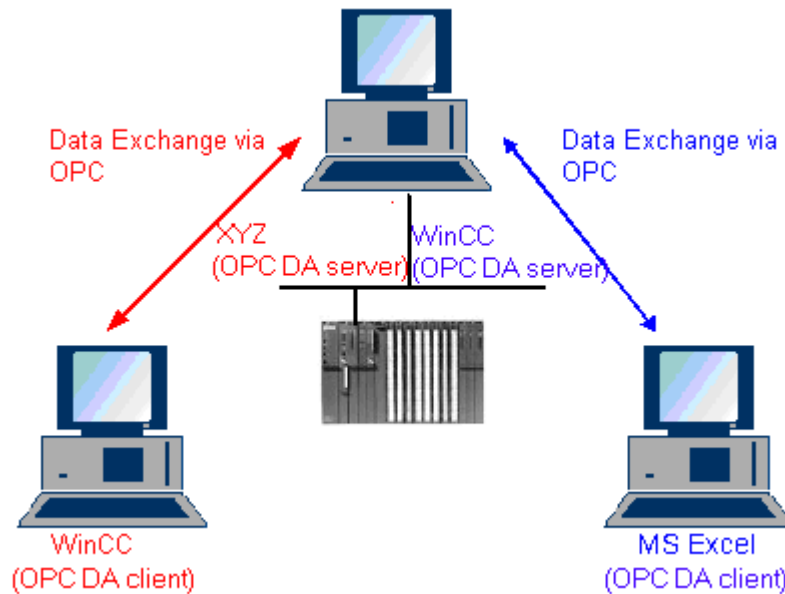 Data Exchange via
OPC
Data Exchange via
OPC
XYZ
(OPC DA server)
WinCC
(OPC DA server)
WinCC
(OPC DA client)
MS Excel
(OPC DA client)